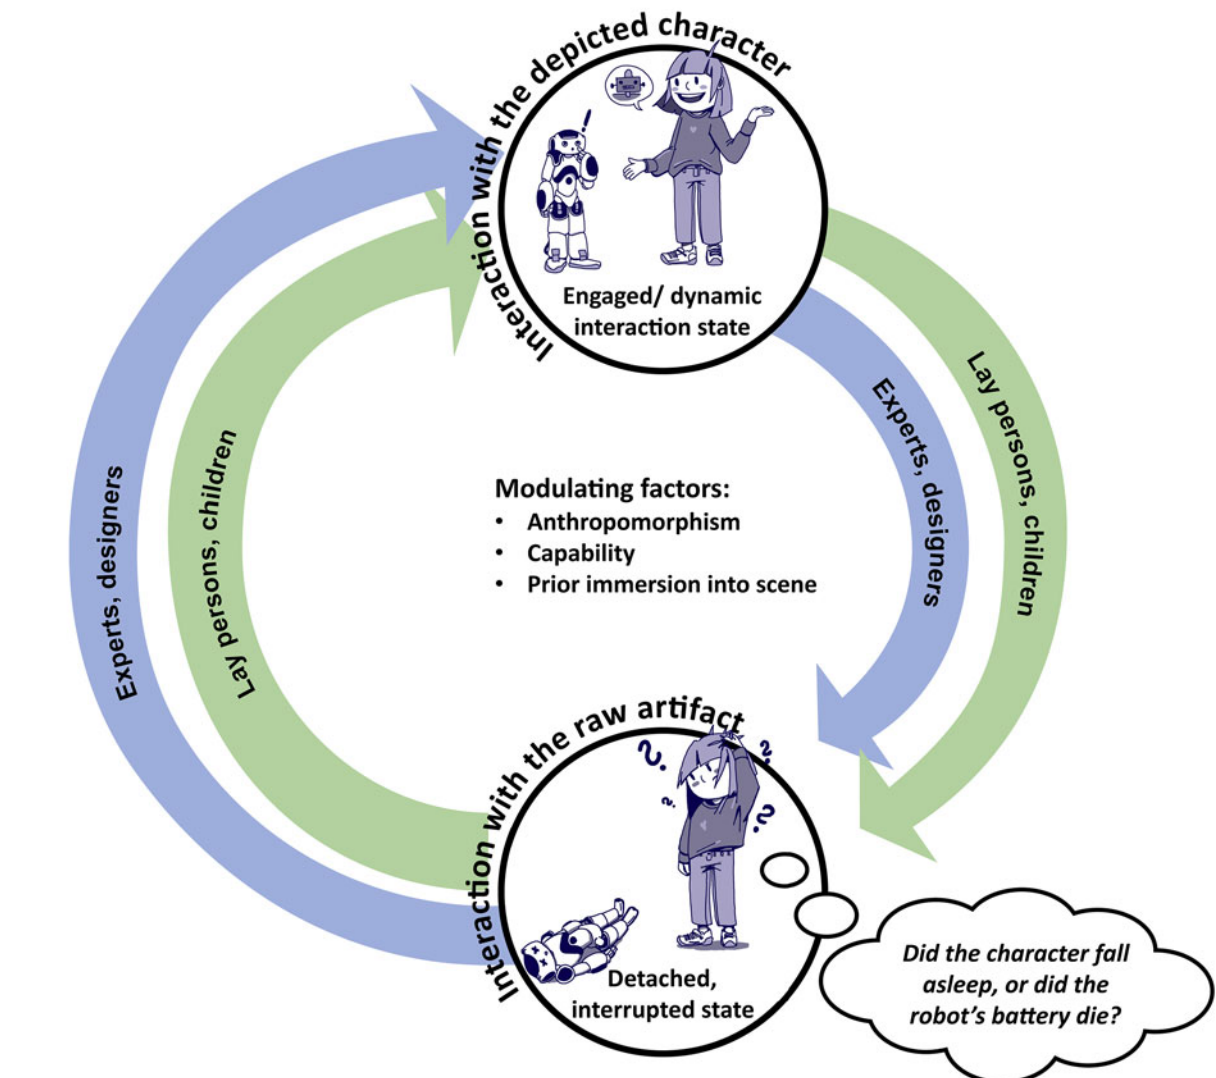 Interaction with the depicted character
Engaged/ dynamic
interaction state
Experts, designers
Lay persons, children
Experts, designers
Lay persons, children
Modulating factors:
• Anthropomorphism
• Capability
• Prior immersion into scene
Interaction with the raw artifact
? ? ? ?
Detached,
interrupted state
Did the character fall
asleep, or did the
robot’s battery die?